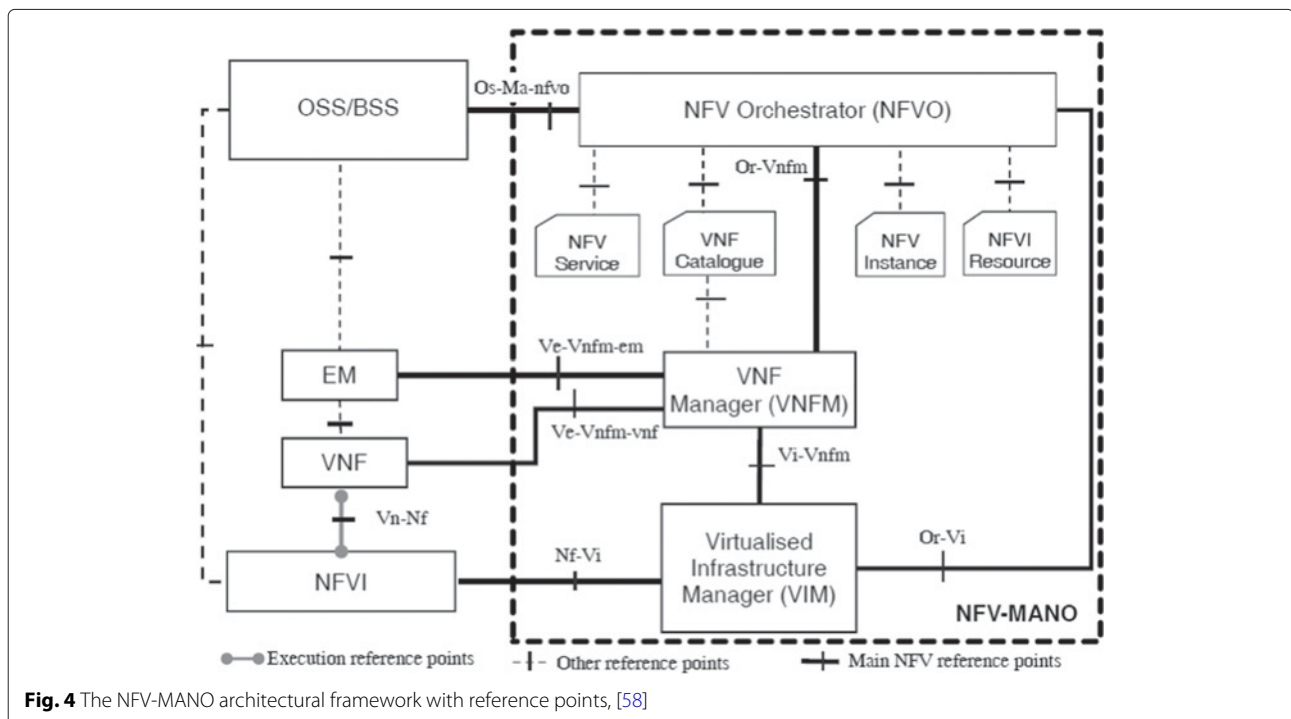 OSS/BSS
Os-Ma-nfvo
NFV Orchestrator (NFVO)
Or-Vnfm
NFV
Service
VNF
Catalogue
NFV
Instance
NFVI
Resource
EM
Ve-Vnfm-em
VNF
Manager (VNFM)
Ve-Vnfm-vnf
VNF
Vi-Vnfm
Vn-Nf
Virtualised
Infrastructure
Manager (VIM)
Or-Vi
Nf-Vi
NFVI
NFV-MANO
Execution reference points
Other reference points
Main NFV reference points
Fig. 4 The NFV-MANO architectural framework with reference points, [58]